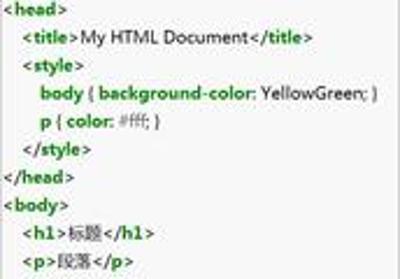 <head>
<title>My HTML Document</title>
<style>
body { background-color: YellowGreen; }
p { color: #fff; }
</style>
</head>
<body>
<h1>标题</h1>
<p>段落</p>